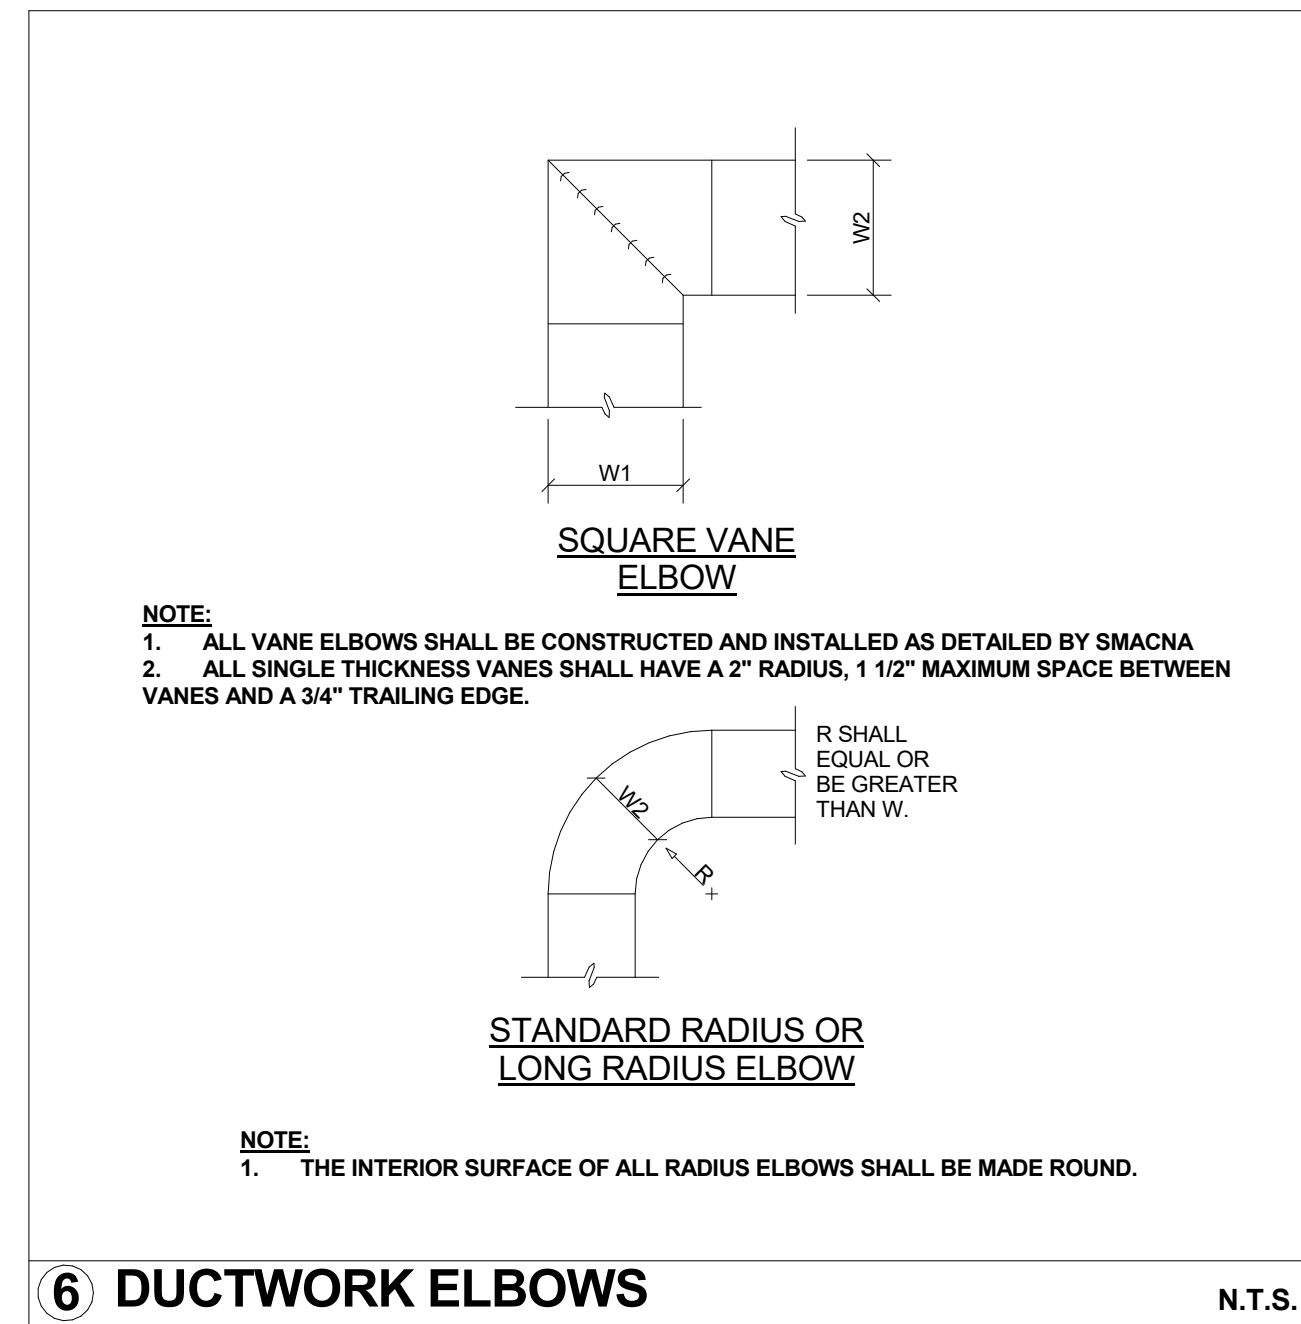 W2
W1
SQUARE VANE
ELBOW
NOTE:
1. ALL VANE ELBOWS SHALL BE CONSTRUCTED AND INSTALLED AS DETAILED BY SMACNA
2. ALL SINGLE THICKNESS VANES SHALL HAVE A 2" RADIUS, 1 1/2" MAXIMUM SPACE BETWEEN
VANES AND A 3/4" TRAILING EDGE.
R SHALL
EQUAL OR
BE GREATER
THAN W.
W2
R
STANDARD RADIUS OR
LONG RADIUS ELBOW
NOTE:
1. THE INTERIOR SURFACE OF ALL RADIUS ELBOWS SHALL BE MADE ROUND.
6 DUCTWORK ELBOWS
N.T.S.